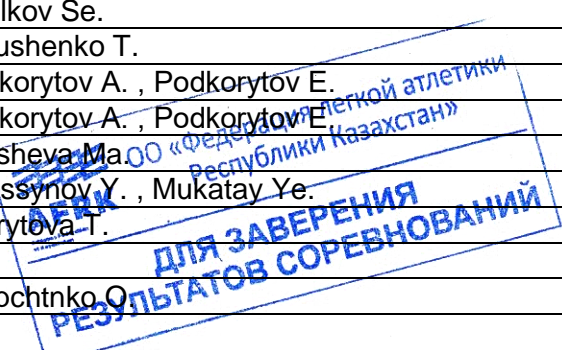 lkov Se.
ushenko T.
korytov A. , Podkorytov E.
korytov A. , Podkorytov E.
sheva Ma.
ssynov Y. , Mukatay Ye.
rytova T.
ochtnko O.
ОО «Федерация легкой атлетики
Республики Казахстан»
ДЛЯ ЗАВЕРЕНИЯ
РЕЗУЛЬТАТОВ СОРЕВНОВАНИЙ